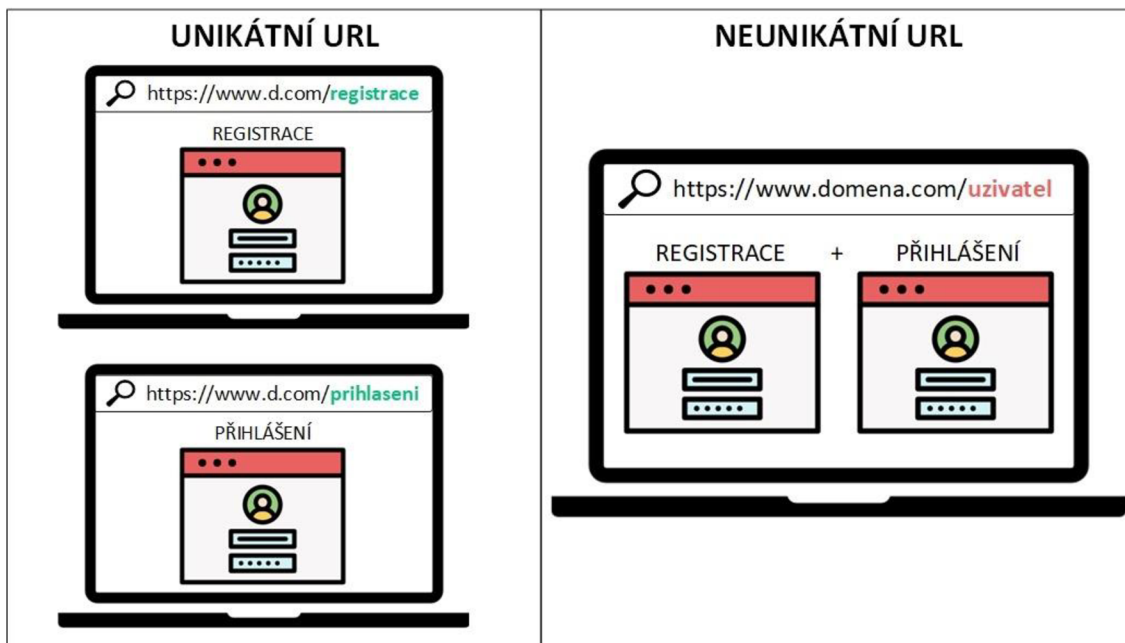 UNIKÁTNÍ URL
https://www.d.com/registrace
REGISTRACE
https://www.d.com/prihlaseni
PŘIHLÁŠENÍ
NEUNIKÁTNÍ URL
https://www.domena.com/uzivatel
REGISTRACE + PŘIHLÁŠENÍ